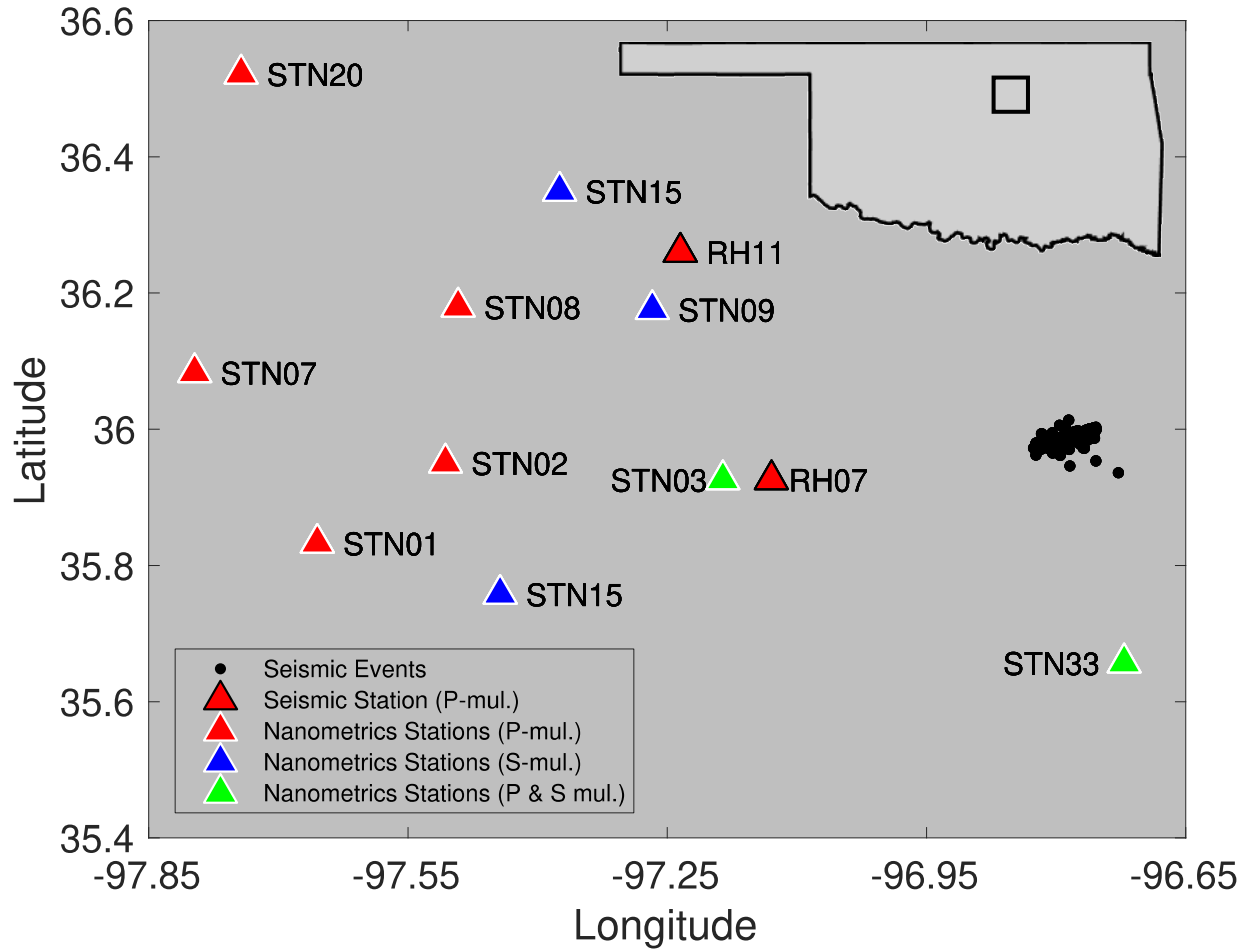 36.6
STN20
36.4
STN15
RH11
36.2
STN08
STN09
STN07
Latitude
36
STN02
STN03
RH07
STN01
35.8
STN15
STN33
Seismic Events
Seismic Station (P-mul.)
35.6
Nanometrics Stations (P-mul.)
Nanometrics Stations (S-mul.)
Nanometrics Stations (P & S mul.)
35.4
-97.85
-97.55
-97.25
-96.95
-96.65
Longitude